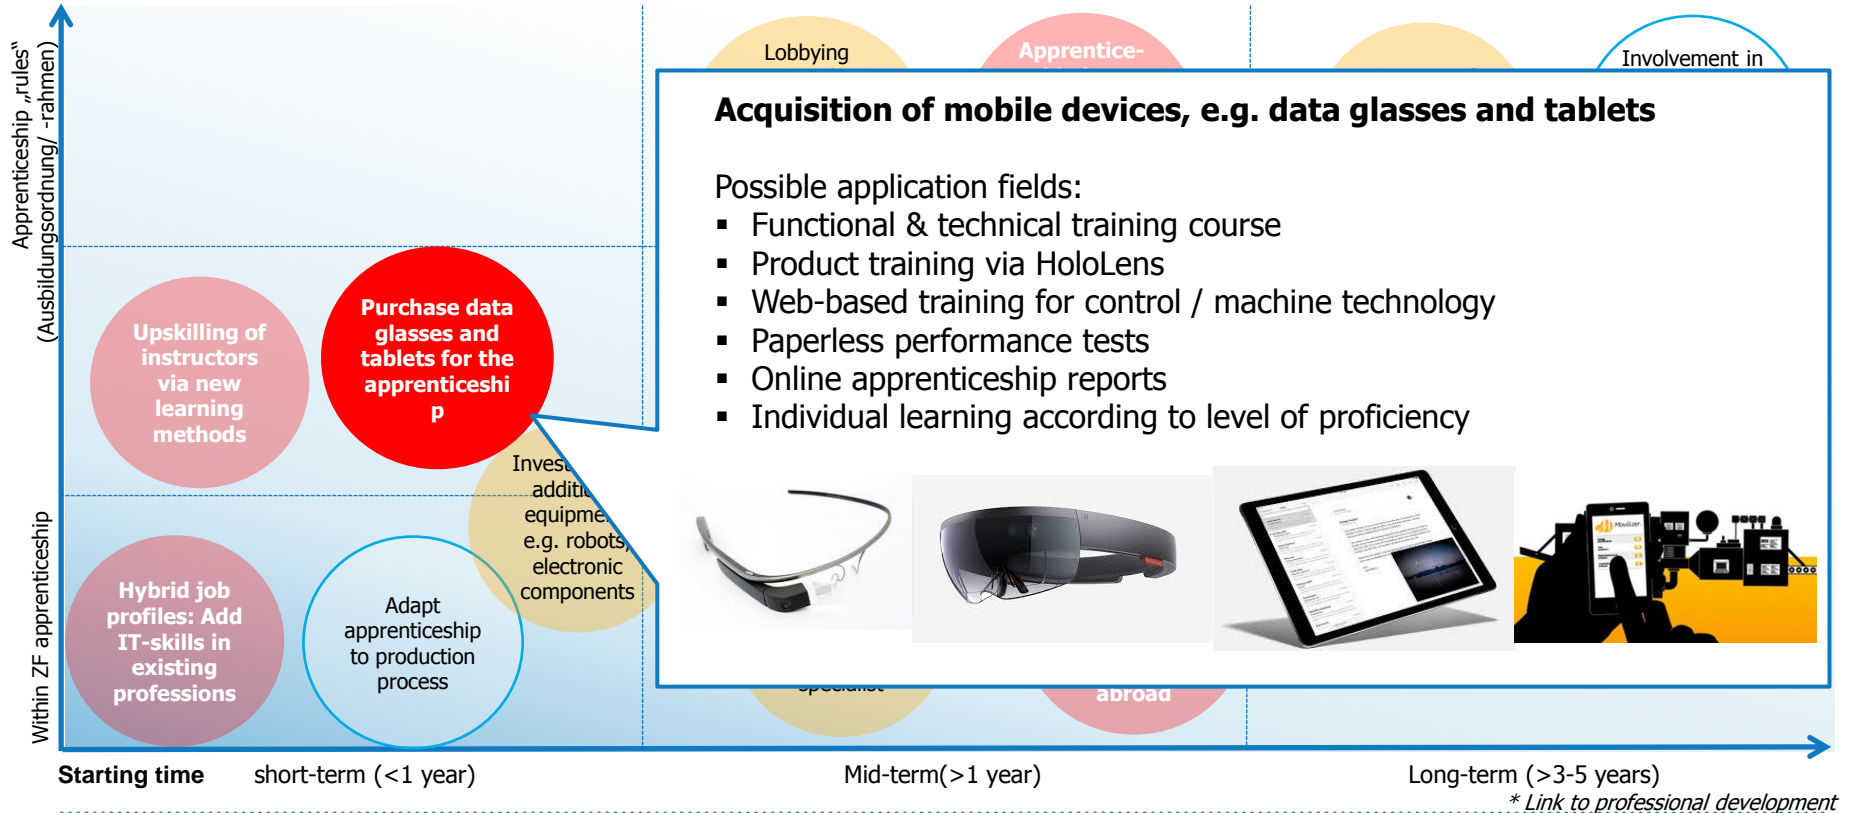 Apprenticeship „rules“
(Ausbildungsordnung/ -rahmen)
Within ZF apprenticeship
Lobbying
Apprentice-
Involvement in
Acquisition of mobile devices, e.g. data glasses and tablets
Possible application fields:
▪ Functional & technical training course
▪ Product training via HoloLens
▪ Web-based training for control / machine technology
▪ Paperless performance tests
▪ Online apprenticeship reports
▪ Individual learning according to level of proficiency
Movilizer
Upskilling of
instructors
via new
learning
methods
Purchase data
glasses and
tablets for the
apprenticeshi
p
Invest
additio
equipme
e.g. robots,
electronic
components
Hybrid job
profiles: Add
IT-skills in
existing
professions
Adapt
apprenticeship
to production
process
specialist
abroad
Starting time
short-term (<1 year)
Mid-term(>1 year)
Long-term (>3-5 years)
* Link to professional development